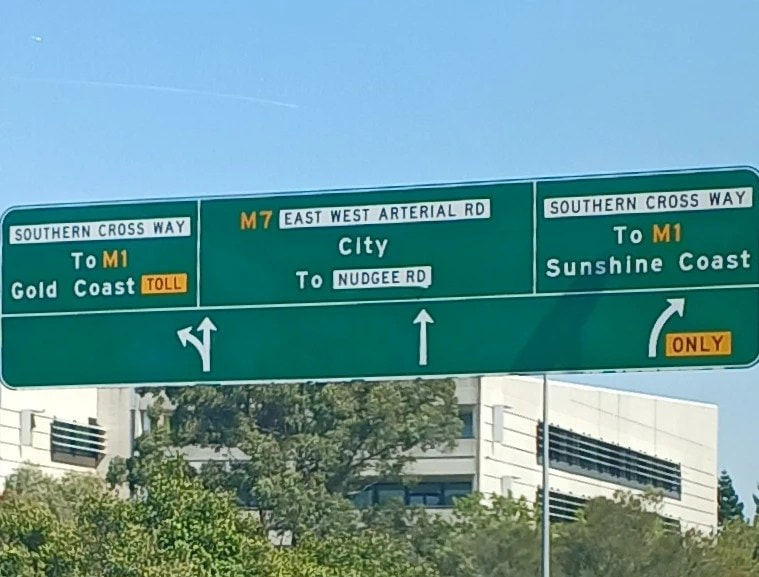 SOUTHERN CROSS WAY
To M1
Gold Coast TOLL
M7 EAST WEST ARTERIAL RD
City
To NUDGEE RD
SOUTHERN CROSS WAY
To M1
Sunshine Coast
ONLY